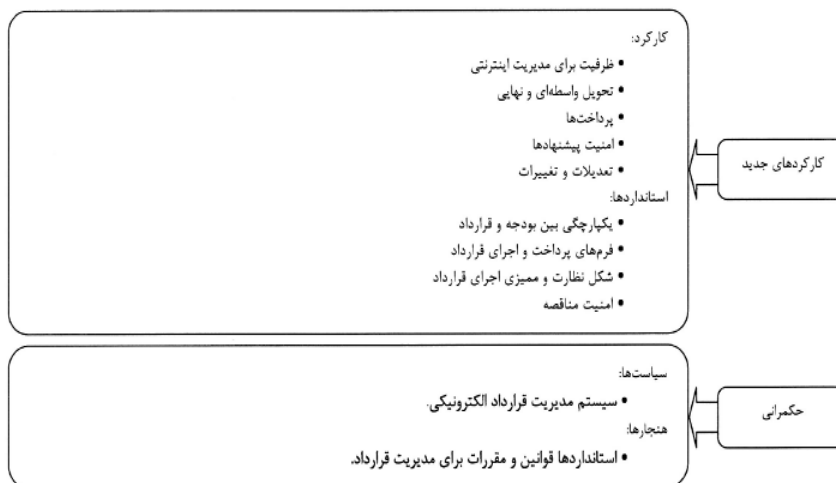 کارکرد:
• ظرفیت برای مدیریت اینترنتی
• تحویل واسطه‌ای و نهایی
• پرداخت‌ها
• امنیت پیشنهادها
• تعدیلات و تغییرات
استانداردها:
• یکپارچگی بین بودجه و قرارداد
• فرم‌های پرداخت و اجرای قرارداد
• شکل نظارت و ممیزی اجرای قرارداد
• امنیت مناقصه
کارکردهای جدید
سیاست‌ها:
• سیستم مدیریت قرارداد الکترونیکی.
هنجارها:
• استانداردها قوانین و مقررات برای مدیریت قرارداد.
حکمرانی